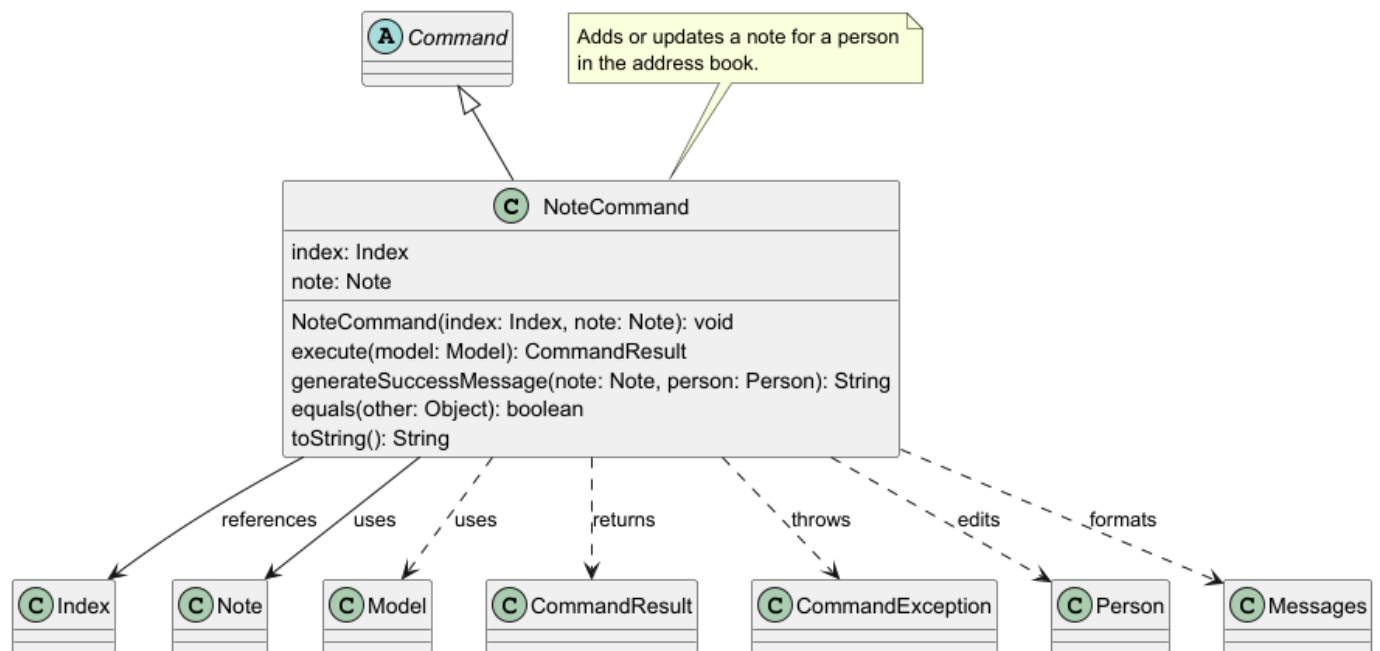 A Command
Adds or updates a note for a person
in the address book.
C NoteCommand
index: Index
note: Note
NoteCommand(index: Index, note: Note): void
execute(model: Model): CommandResult
generateSuccessMessage(note: Note, person: Person): String
equals(other: Object): boolean
toString(): String
references uses uses returns throws edits formats
C Index C Note C Model C CommandResult C CommandException C Person C Messages